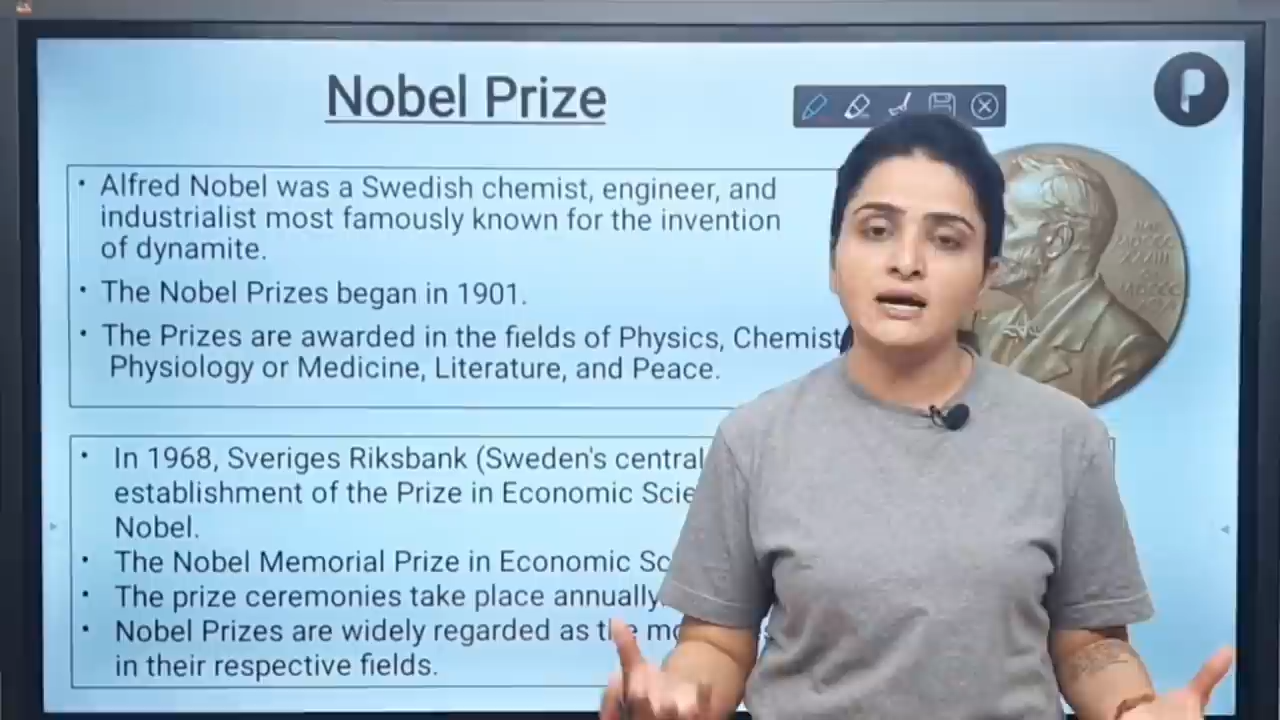 Nobel Prize
• Alfred Nobel was a Swedish chemist, engineer, and
industrialist most famously known for the invention
of dynamite.
• The Nobel Prizes began in 1901.
• The Prizes are awarded in the fields of Physics, Chemist
Physiology or Medicine, Literature, and Peace.
• In 1968, Sveriges Riksbank (Sweden's central
establishment of the Prize in Economic Scie
Nobel.
• The Nobel Memorial Prize in Economic Sc
• The prize ceremonies take place annually.
• Nobel Prizes are widely regarded as the mo
in their respective fields.